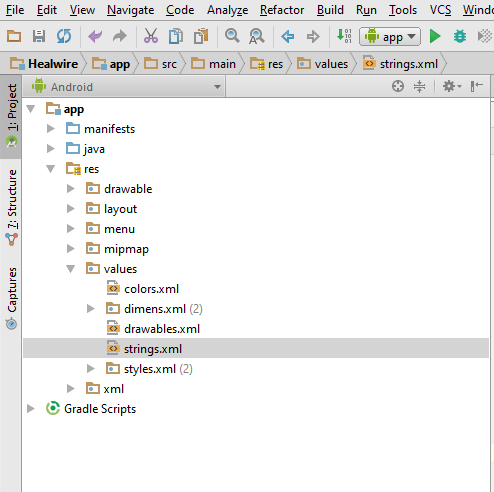 File Edit View Navigate Code Analyze Refactor Build Run Tools VCS Windo
app
Healwire app src main res values strings.xml
1: Project
7: Structure
Captures
Android
app
manifests
java
res
drawable
layout
menu
mipmap
values
colors.xml
dimens.xml (2)
drawables.xml
strings.xml
styles.xml (2)
xml
Gradle Scripts